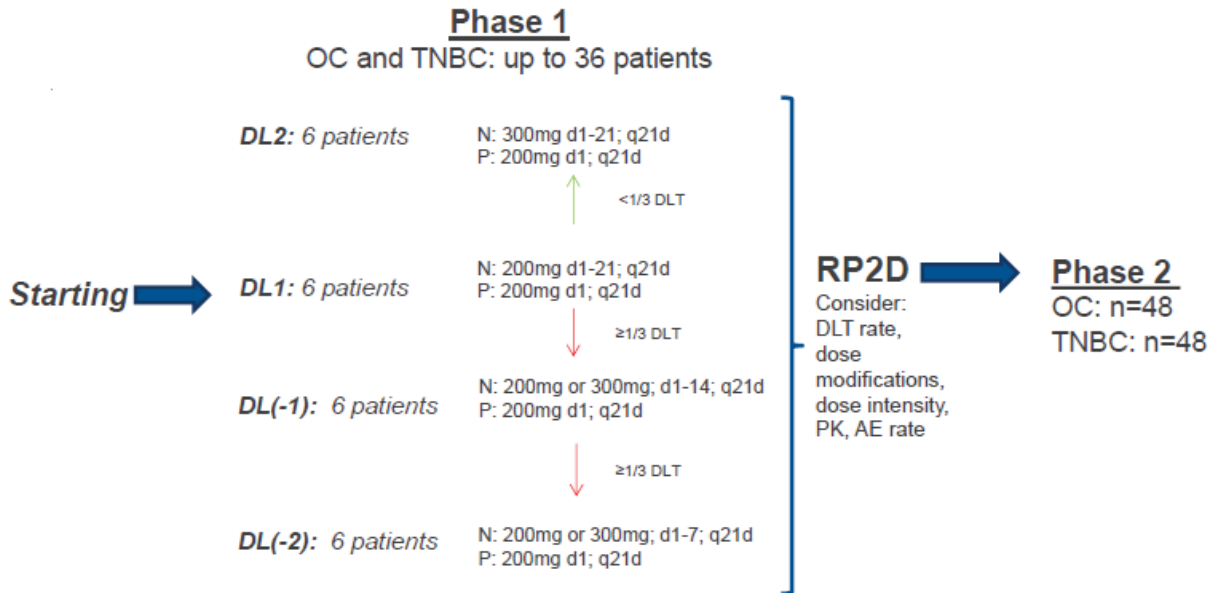 Phase 1
OC and TNBC: up to 36 patients
DL2: 6 patients
N: 300mg d1-21; q21d
P: 200mg d1; q21d
<1/3 DLT
Starting
DL1: 6 patients
N: 200mg d1-21; q21d
P: 200mg d1; q21d
≥1/3 DLT
DL(-1): 6 patients
N: 200mg or 300mg; d1-14; q21d
P: 200mg d1; q21d
≥1/3 DLT
DL(-2): 6 patients
N: 200mg or 300mg; d1-7; q21d
P: 200mg d1; q21d
RP2D
Consider:
DLT rate,
dose
modifications,
dose intensity,
PK, AE rate
Phase 2
OC: n=48
TNBC: n=48